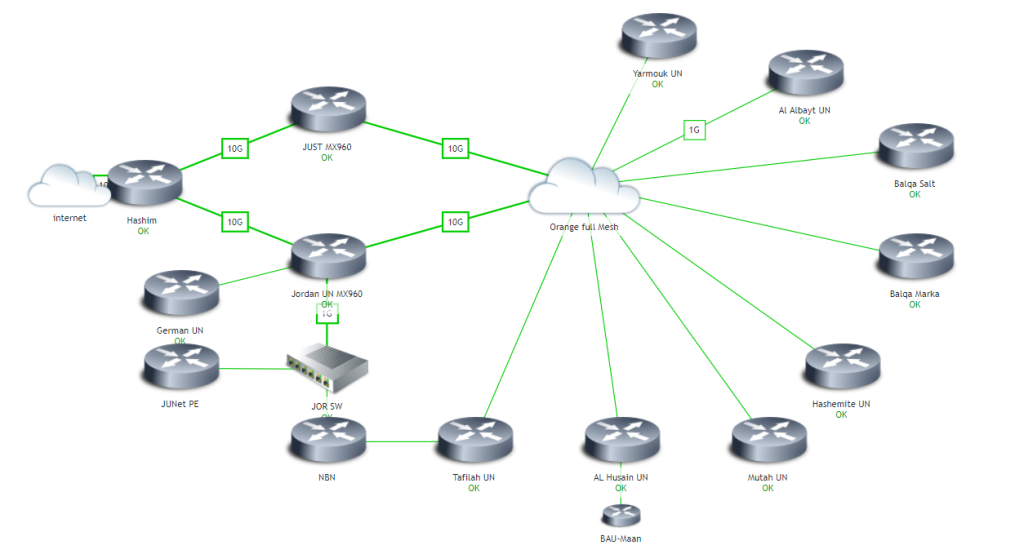 Yarmouk UN
OK
Al Albayt UN
OK
1G
JUST MX960
OK
10G
10G
Balqa Salt
OK
internet
Hashim
OK
10G
10G
Orange full Mesh
Jordan UN MX960
OK
1G
Balqa Marka
OK
German UN
OK
JUNet PE
JOR SW
OK
Hashemite UN
OK
NBN
Tafilah UN
OK
AL Husain UN
OK
Mutah UN
OK
BAU-Maan